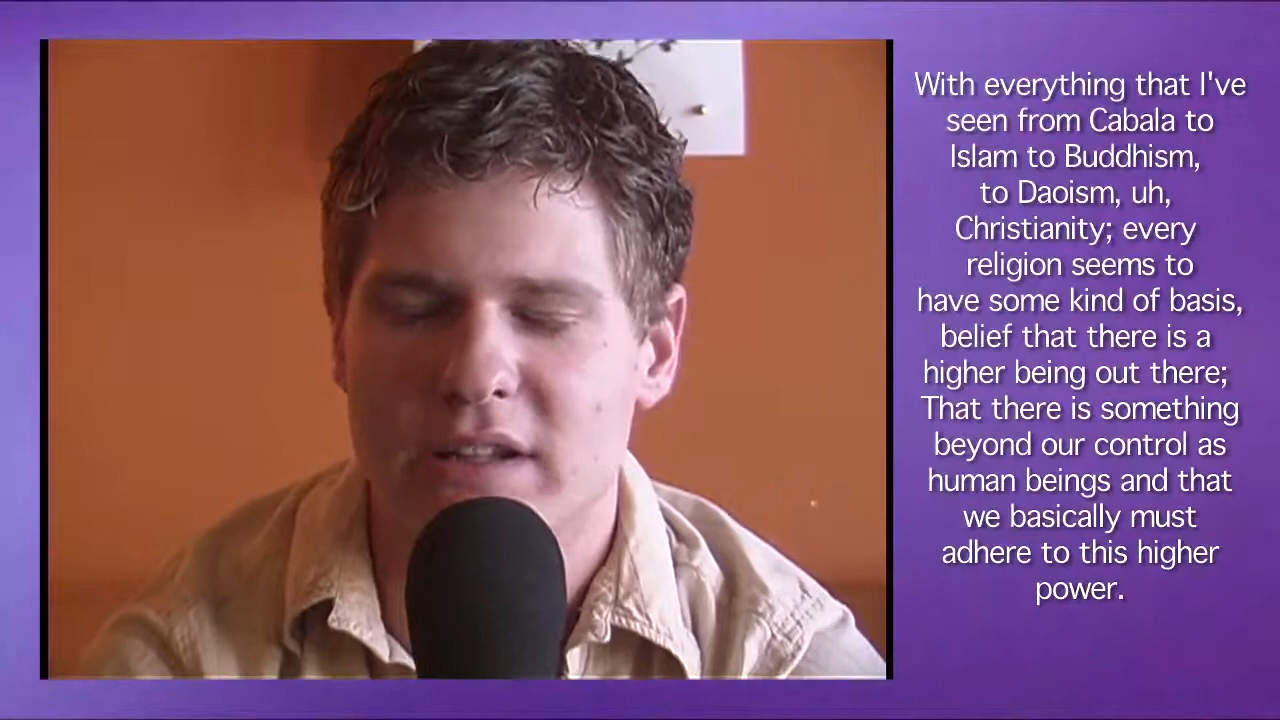 With everything that I've
seen from Cabala to
Islam to Buddhism,
to Daoism, uh,
Christianity; every
religion seems to
have some kind of basis,
belief that there is a
higher being out there;
That there is something
beyond our control as
human beings and that
we basically must
adhere to this higher
power.